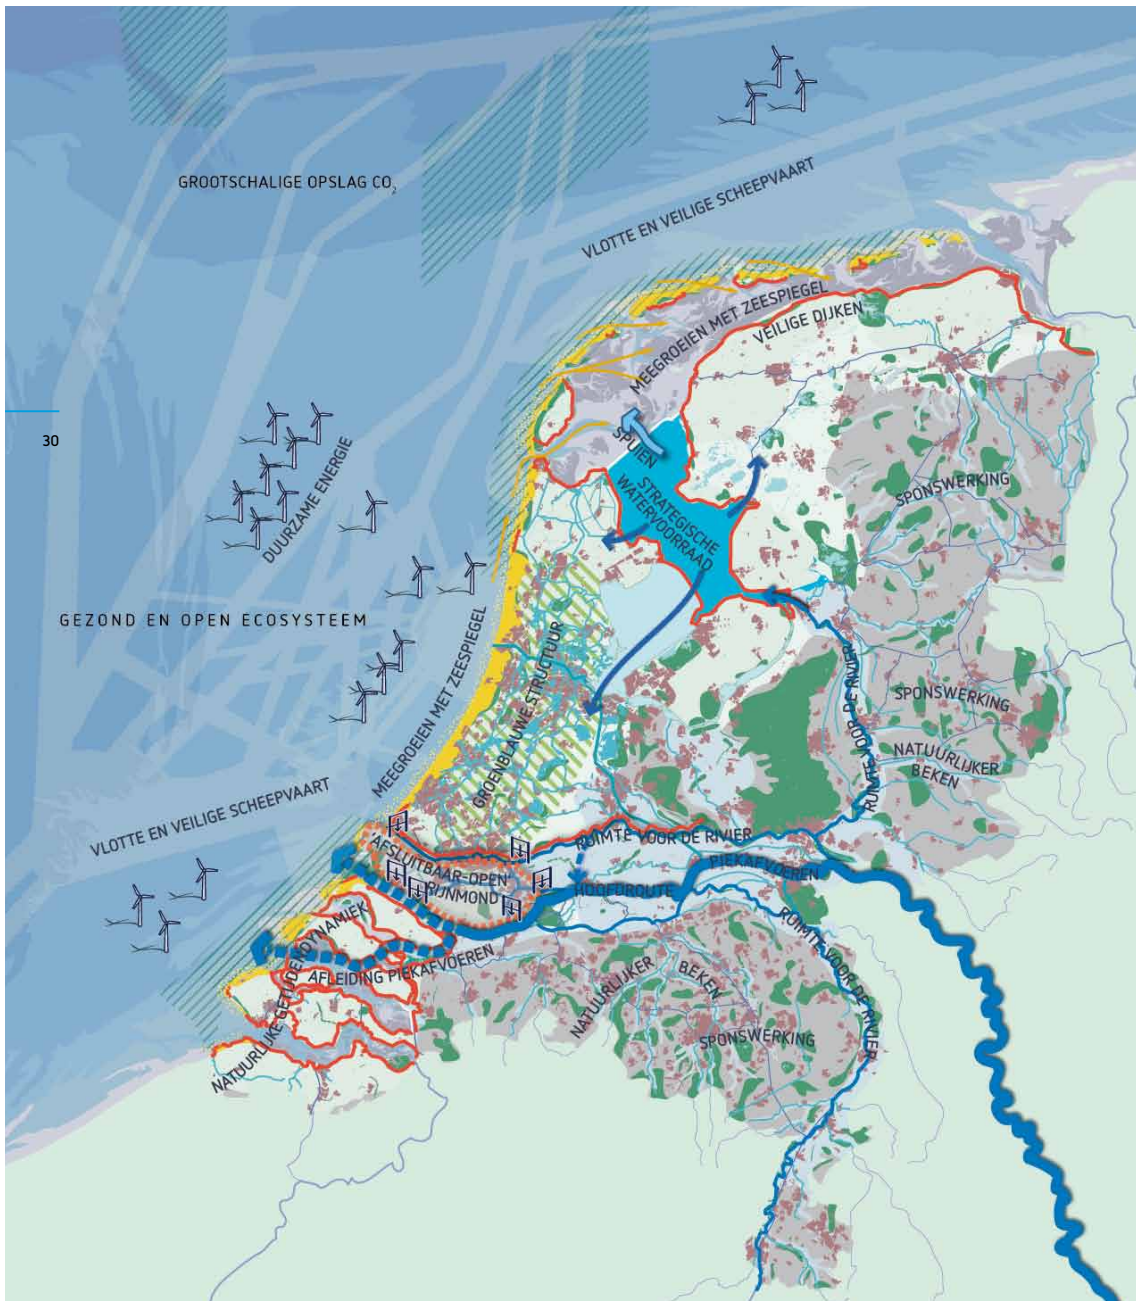 GROOTSCHALIGE OPSLAG CO₂
VLOTTE EN VEILIGE SCHEEPVAART
MEEGROEIEN MET ZEESPIEGEL
VEILIGE DIJKEN
30
SPUIEN
STRATEGISCHE
WATERVOORRAAD
DUURZAME ENERGIE
SPONSWERKING
GEZOND EN OPEN ECOSYSTEEM
MEEGROEIEN MET ZEESPIEGEL
GROENBLAUWE STRUCTUUR
RUIMTE VOOR DE RIVIER
SPONSWERKING
NATUURLIJKER
BEKEN
VLOTTE EN VEILIGE SCHEEPVAART
RUIMTE VOOR DE RIVIER
'AFSLUITBAAR-OPEN'
RIJNMOND
HOOFDROUTE
PIEKAFVOEREN
NATUURLIJKE GETIJDENDYNAMIEK
AFLEIDING PIEKAFVOEREN
NATUURLIJKER
BEKEN
SPONSWERKING
RUIMTE VOOR DE RIVIER